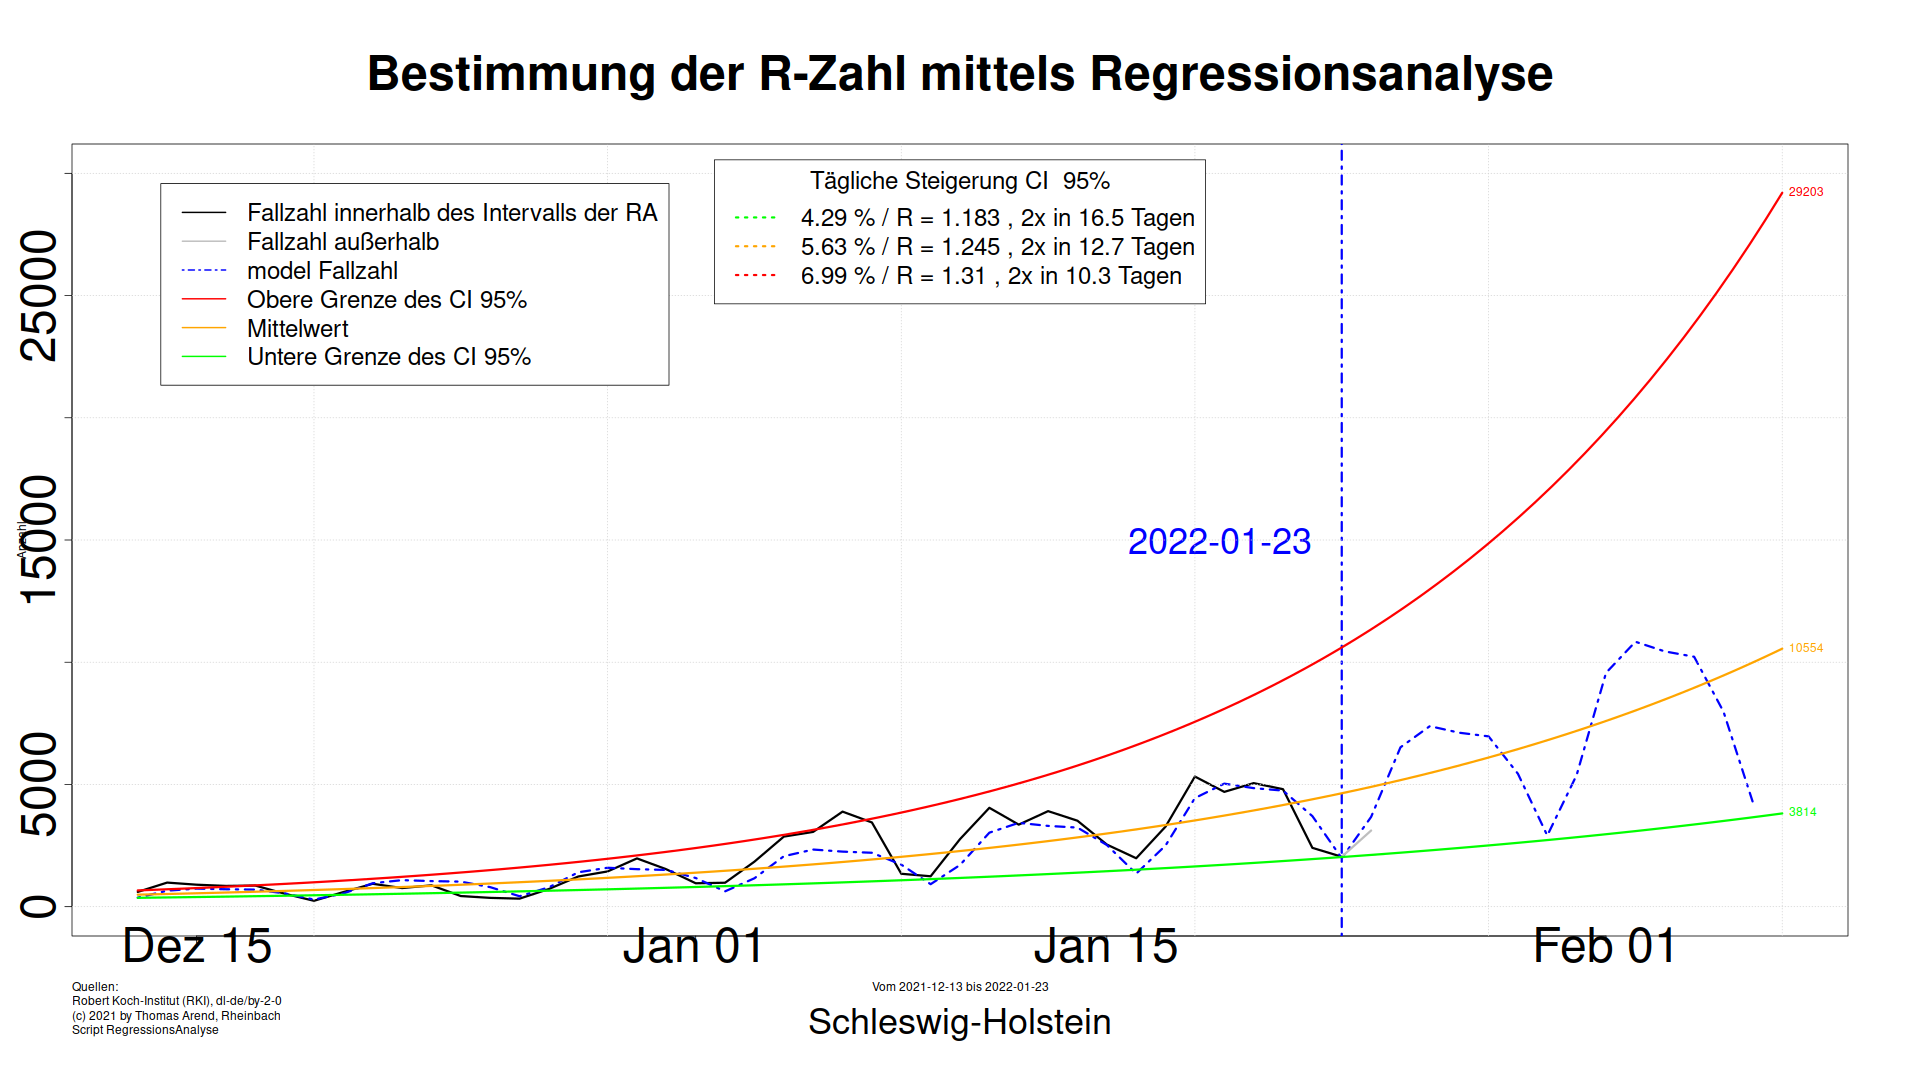 Bestimmung der R-Zahl mittels Regressionsanalyse
Fallzahl innerhalb des Intervalls der RA
Fallzahl außerhalb
model Fallzahl
Obere Grenze des CI 95%
Mittelwert
Untere Grenze des CI 95%
Tägliche Steigerung CI  95%
4.29 % / R = 1.183 , 2x in 16.5 Tagen
5.63 % / R = 1.245 , 2x in 12.7 Tagen
6.99 % / R = 1.31 , 2x in 10.3 Tagen
29203
25000
2022-01-23
15000
Anzahl
10554
5000
3814
0
Dez 15
Jan 01
Jan 15
Feb 01
Quellen:
Robert Koch-Institut (RKI), dl-de/by-2-0
(c) 2021 by Thomas Arend, Rheinbach
Script RegressionsAnalyse
Vom 2021-12-13 bis 2022-01-23
Schleswig-Holstein